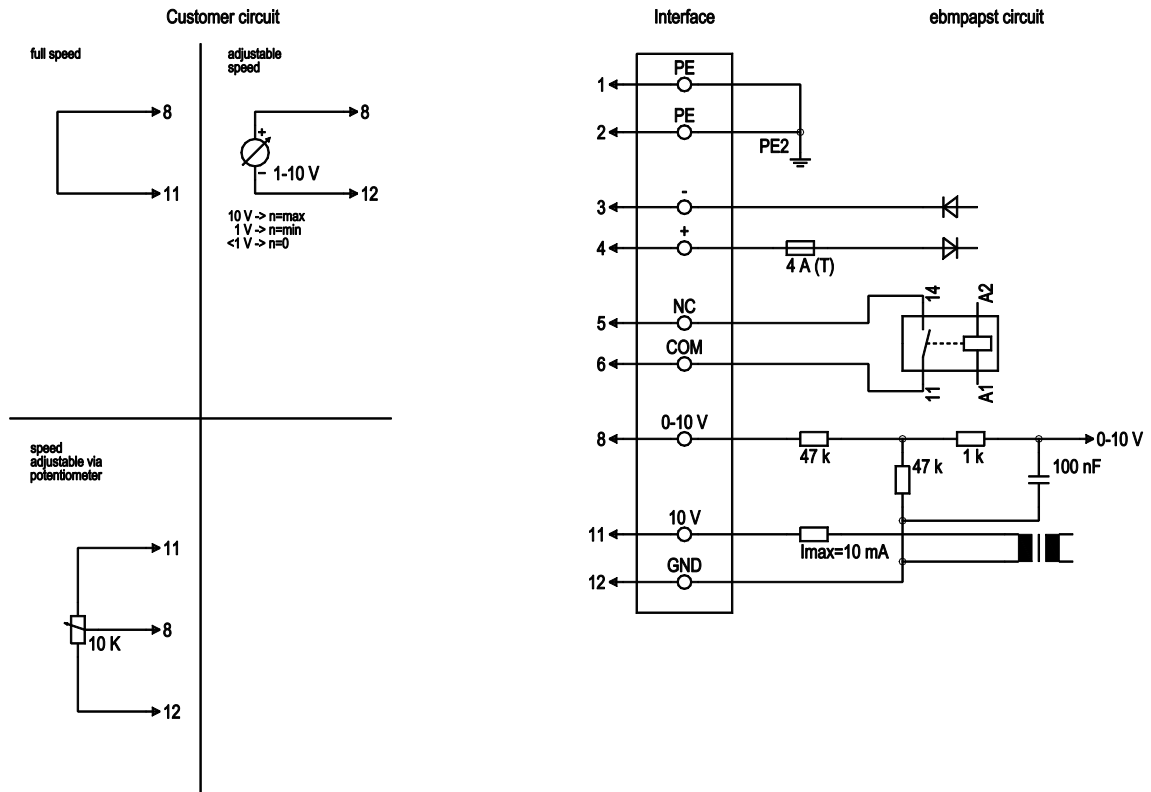 Customer circuit
Interface
ebmpapst circuit
full speed
8
11
adjustable
speed
8
+
– 1-10 V
12
10 V -> n=max
1 V -> n=min
<1 V -> n=0
speed
adjustable via
potentiometer
11
8
10 K
12
1
PE
2
PE
PE2
3
-
4
+
4 A (T)
5
NC
6
COM
14
A2
11
A1
8
0-10 V
47 k
47 k
1 k
100 nF
0-10 V
11
10 V
Imax=10 mA
12
GND